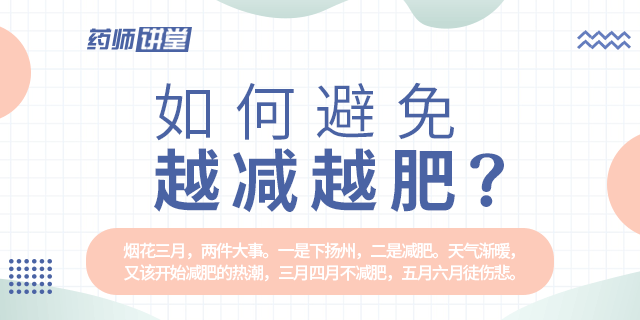 药师讲堂
如何避免
越减越肥？
烟花三月，两件大事。一是下扬州，二是减肥。天气渐暖，
又该开始减肥的热潮，三月四月不减肥，五月六月徒伤悲。